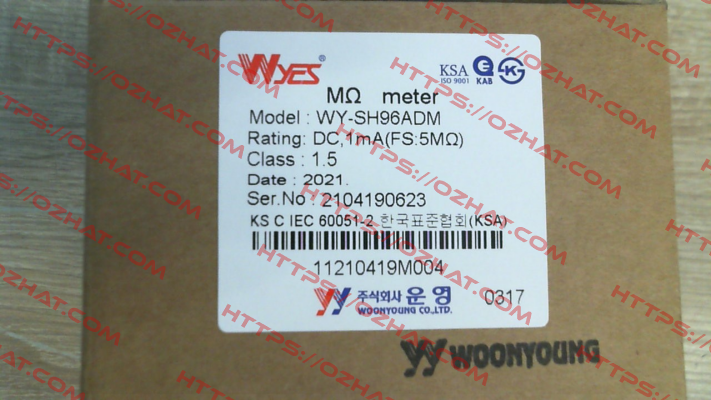 WYES®
KSA
ISO 9001
KAB
MΩ meter
Model : WY-SH96ADM
Rating: DC,1mA(FS:5MΩ)
Class : 1.5
Date : 2021.
Ser.No : 2104190623
KS C IEC 60051-2 한국표준협회(KSA)
11210419M004
주식회사 운영
WOONYOUNG CO.,LTD.
0317
WOONYOUNG
HTTPS://OZHAT.COM